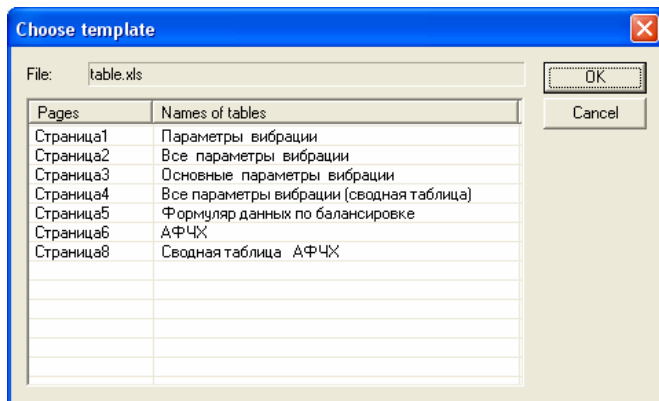 Choose template
File: table.xls
OK
Pages Names of tables
Cancel
Страница1 Параметры вибрации
Страница2 Все параметры вибрации
Страница3 Основные параметры вибрации
Страница4 Все параметры вибрации (сводная таблица)
Страница5 Формуляр данных по балансировке
Страница6 АФЧХ
Страница8 Сводная таблица АФЧХ